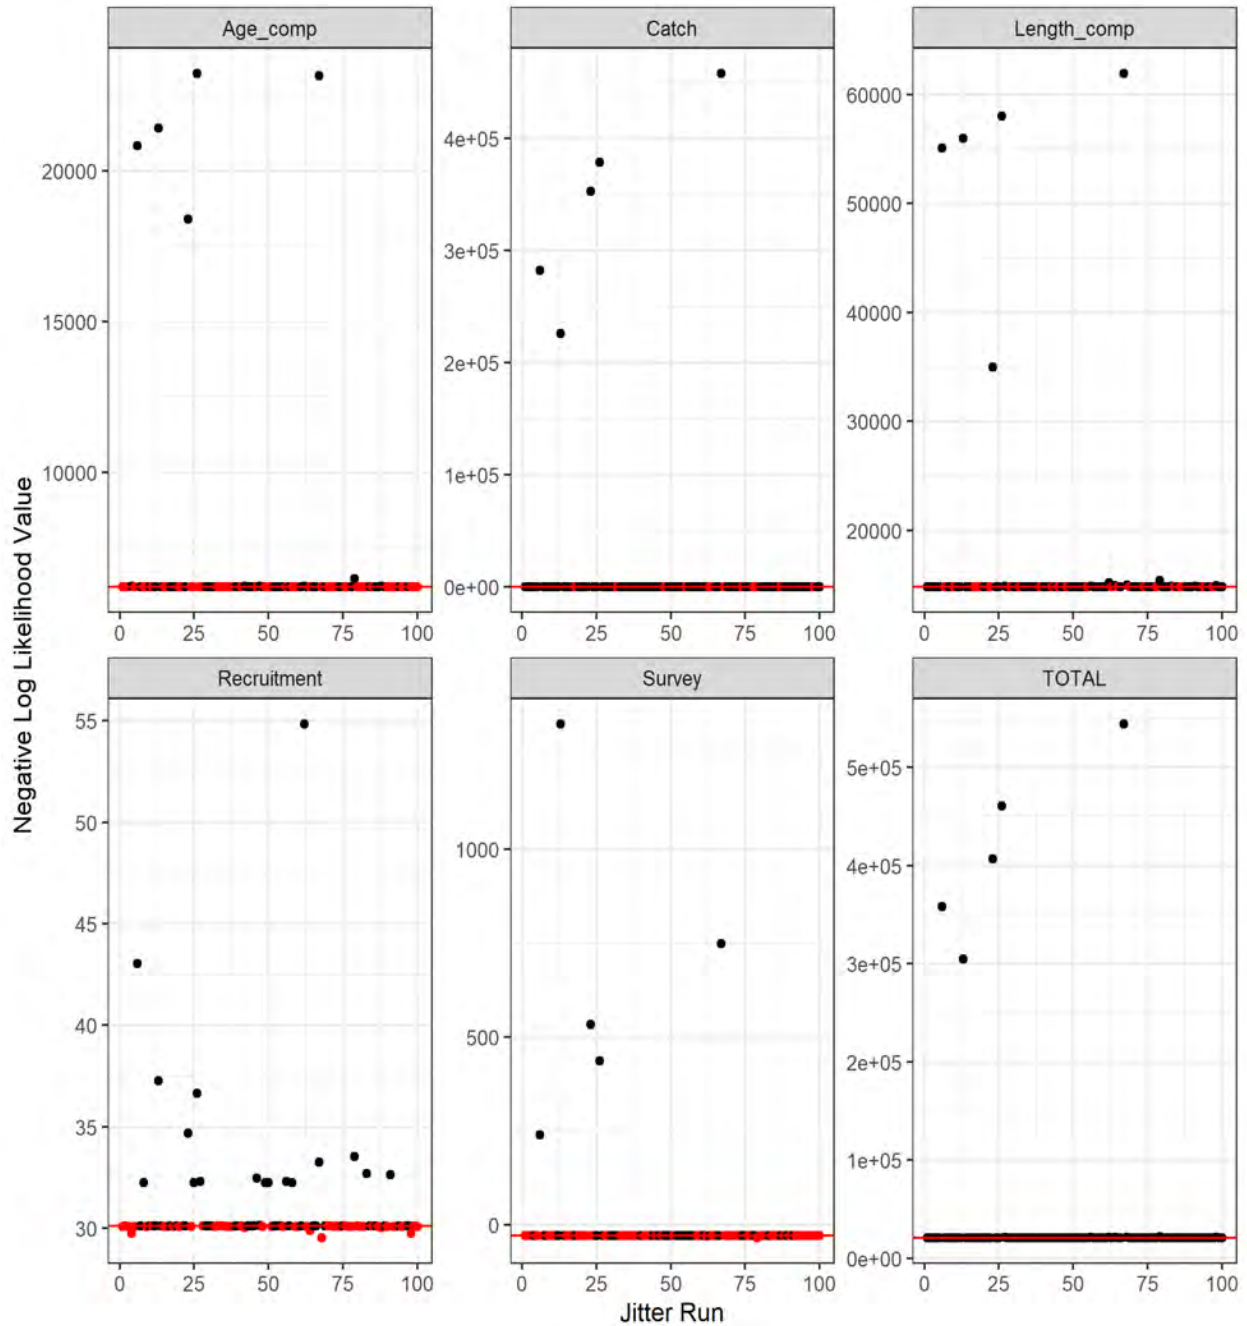 Age_comp
Catch
Length_comp
20000
15000
10000
4e+05
3e+05
2e+05
1e+05
0e+00
60000
50000
40000
30000
20000
0 25 50 75 100
0 25 50 75 100
0 25 50 75 100
Negative Log Likelihood Value
Recruitment
Survey
TOTAL
55
50
45
40
35
30
1000
500
0
5e+05
4e+05
3e+05
2e+05
1e+05
0e+00
0 25 50 75 100
0 25 50 75 100
0 25 50 75 100
Jitter Run